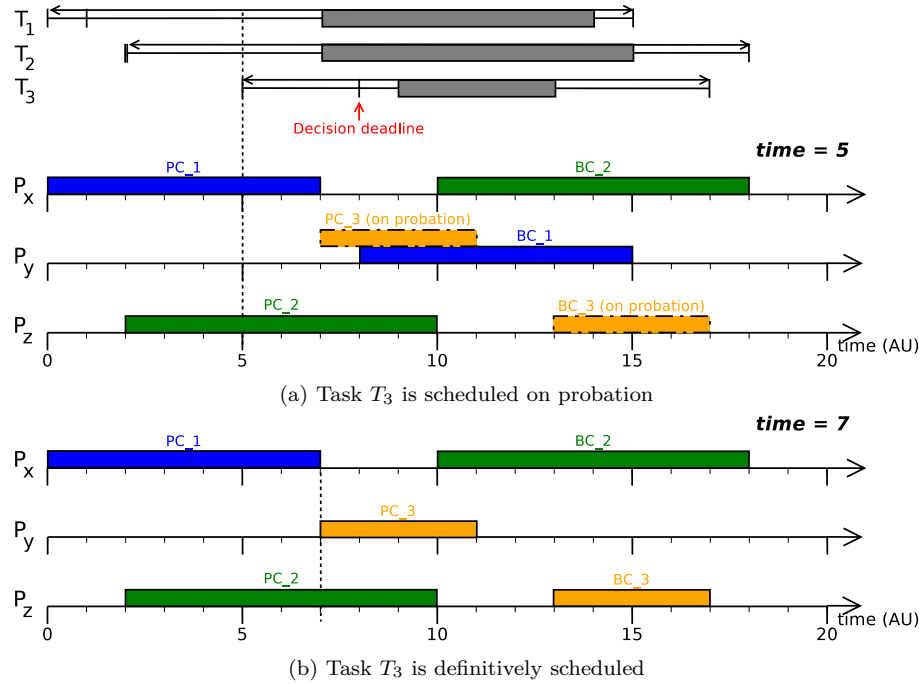 T1
T2
T3
Decision deadline
time = 5
PC_1
BC_2
Px
PC_3 (on probation)
BC_1
Py
PC_2
BC_3 (on probation)
Pz
time (AU)
0 5 10 15 20
(a) Task T3 is scheduled on probation
time = 7
PC_1
BC_2
Px
PC_3
Py
PC_2
BC_3
Pz
time (AU)
0 5 10 15 20
(b) Task T3 is definitively scheduled